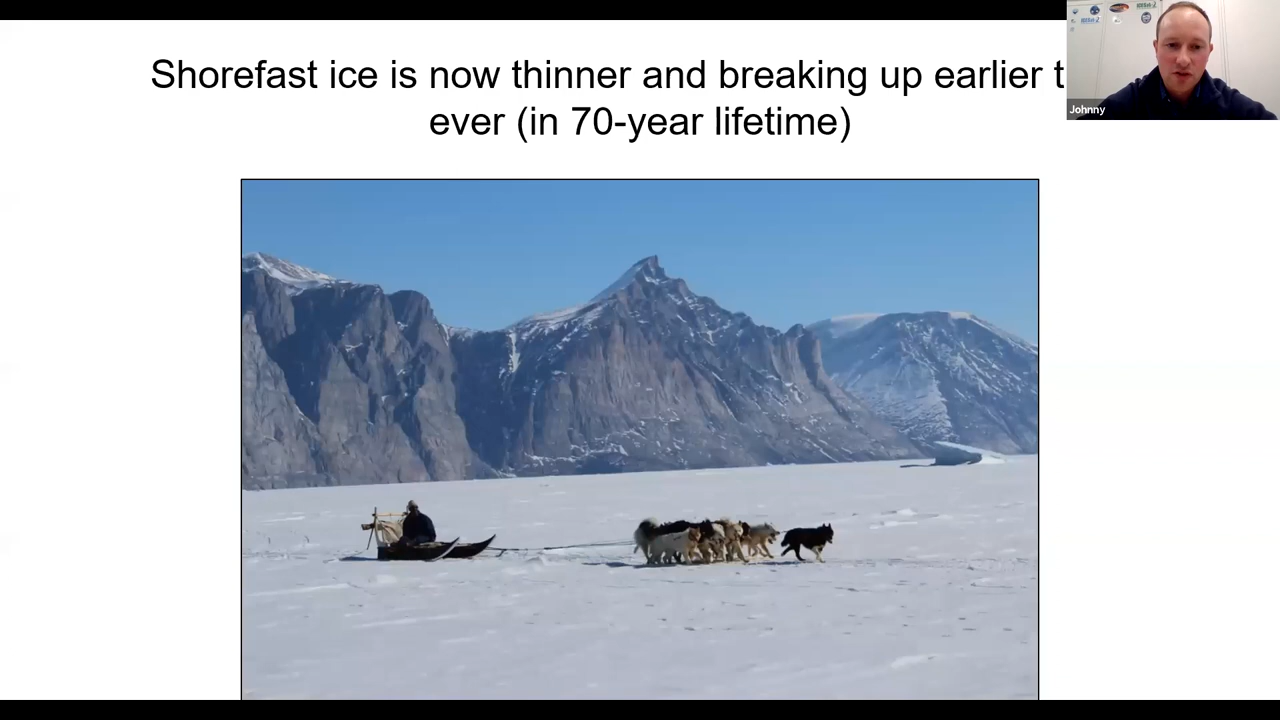 Shorefast ice is now thinner and breaking up earlier
ever (in 70-year lifetime)
Johnny